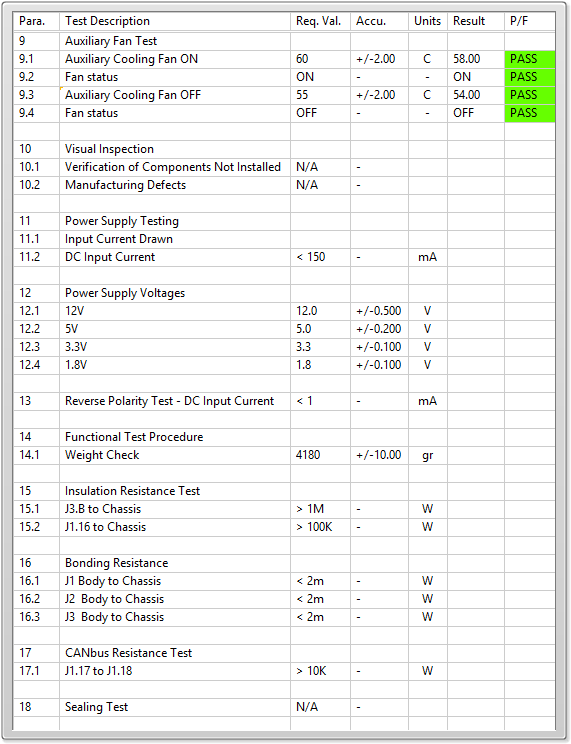 Para. Test Description Req. Val. Accu. Units Result P/F
9 Auxiliary Fan Test
9.1 Auxiliary Cooling Fan ON 60 +/-2.00 C 58.00 PASS
9.2 Fan status ON - - ON PASS
9.3 Auxiliary Cooling Fan OFF 55 +/-2.00 C 54.00 PASS
9.4 Fan status OFF - - OFF PASS
10 Visual Inspection
10.1 Verification of Components Not Installed N/A -
10.2 Manufacturing Defects N/A -
11 Power Supply Testing
11.1 Input Current Drawn
11.2 DC Input Current < 150 - mA
12 Power Supply Voltages
12.1 12V 12.0 +/-0.500 V
12.2 5V 5.0 +/-0.200 V
12.3 3.3V 3.3 +/-0.100 V
12.4 1.8V 1.8 +/-0.100 V
13 Reverse Polarity Test - DC Input Current < 1 - mA
14 Functional Test Procedure
14.1 Weight Check 4180 +/-10.00 gr
15 Insulation Resistance Test
15.1 J3.B to Chassis > 1M - W
15.2 J1.16 to Chassis > 100K - W
16 Bonding Resistance
16.1 J1 Body to Chassis < 2m - W
16.2 J2 Body to Chassis < 2m - W
16.3 J3 Body to Chassis < 2m - W
17 CANbus Resistance Test
17.1 J1.17 to J1.18 > 10K - W
18 Sealing Test N/A -